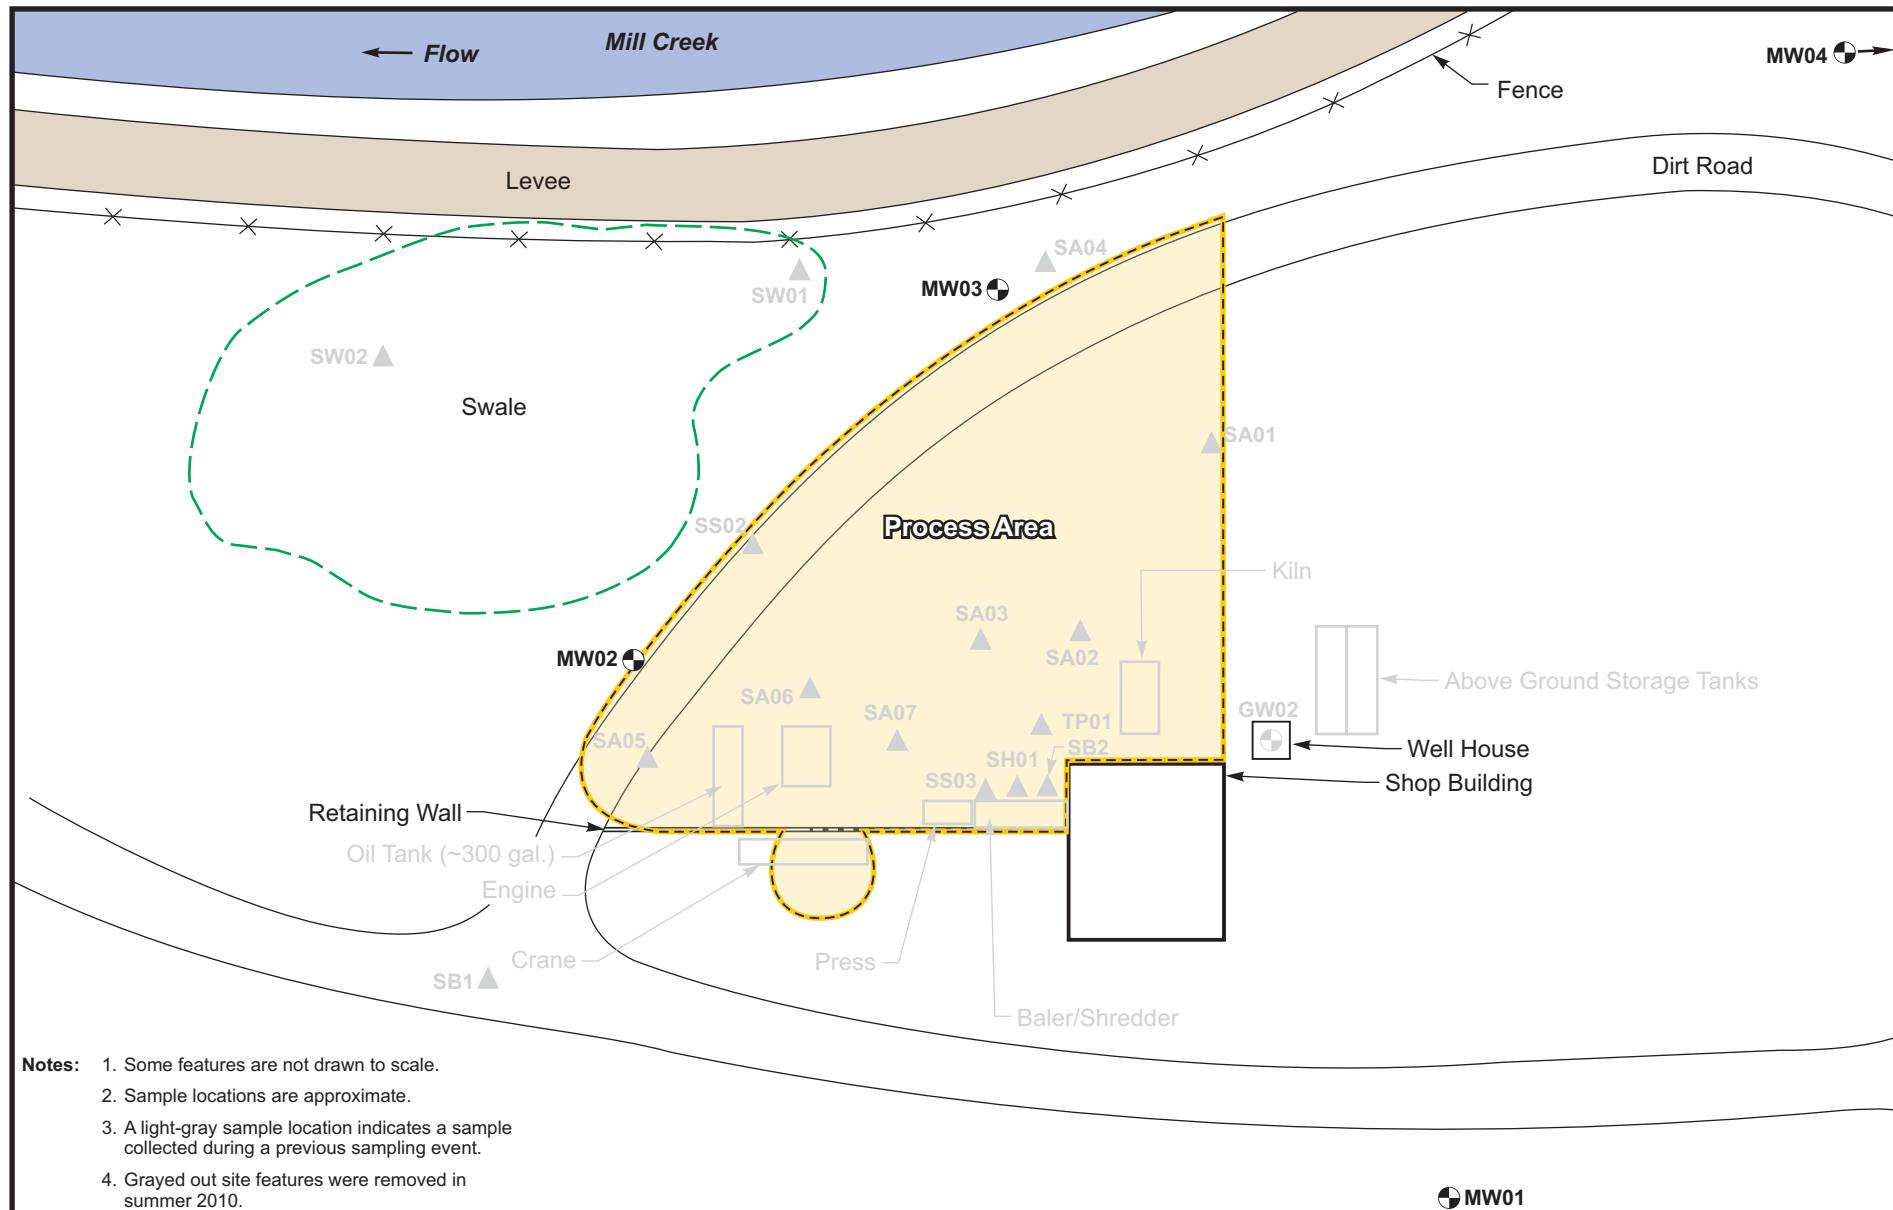 Mill Creek
Flow
MW04
Fence
Levee
Dirt Road
SA04
SW01
MW03
SW02
Swale
SA01
SS02
Process Area
Kiln
SA03
SA02
MW02
Above Ground Storage Tanks
SA06
SA07
GW02
TP01
SA05
SB2
Well House
SH01
SS03
Shop Building
Retaining Wall
Oil Tank (~300 gal.)
Engine
Crane
Press
SB1
Baler/Shredder
Notes: 1. Some features are not drawn to scale.
2. Sample locations are approximate.
3. A light-gray sample location indicates a sample
collected during a previous sampling event.
4. Grayed out site features were removed in
summer 2010.
MW01